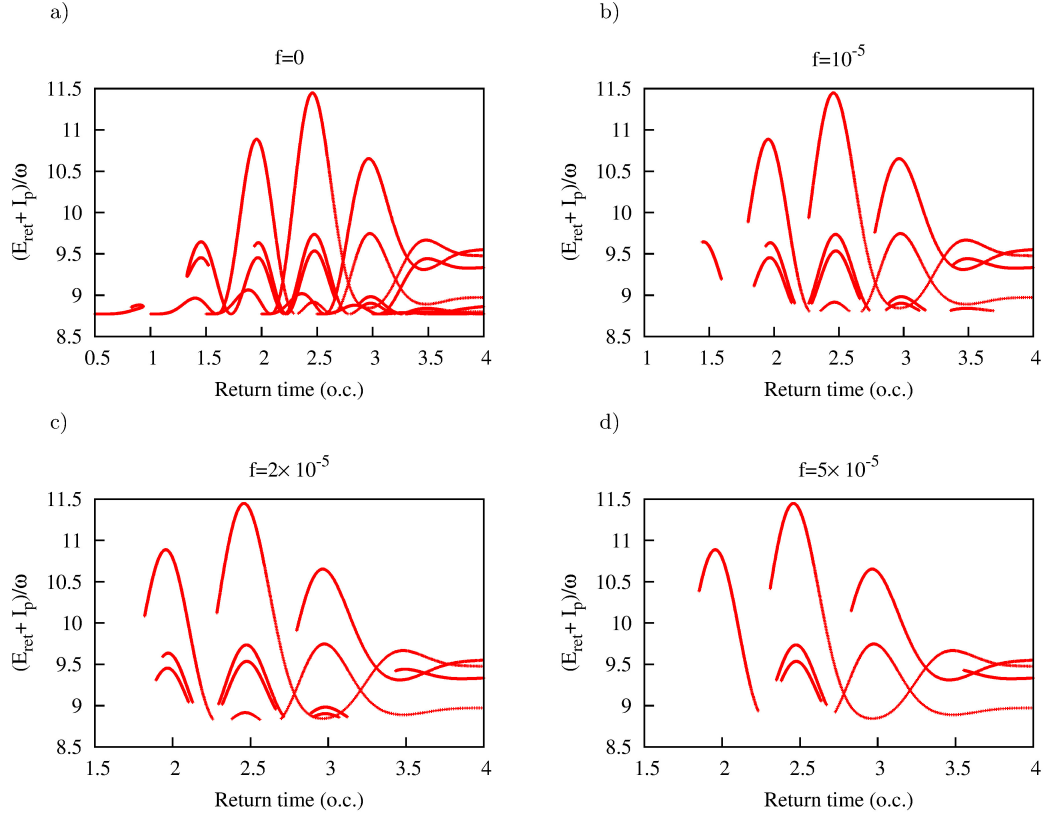 a)
f=0
(E_ret + I_p)/ω
11.5
11
10.5
10
9.5
9
8.5
0.5 1 1.5 2 2.5 3 3.5 4
Return time (o.c.)
b)
f=10^-5
(E_ret + I_p)/ω
11.5
11
10.5
10
9.5
9
8.5
1 1.5 2 2.5 3 3.5 4
Return time (o.c.)
c)
f=2× 10^-5
(E_ret + I_p)/ω
11.5
11
10.5
10
9.5
9
8.5
1.5 2 2.5 3 3.5 4
Return time (o.c.)
d)
f=5× 10^-5
(E_ret + I_p)/ω
11.5
11
10.5
10
9.5
9
8.5
1.5 2 2.5 3 3.5 4
Return time (o.c.)